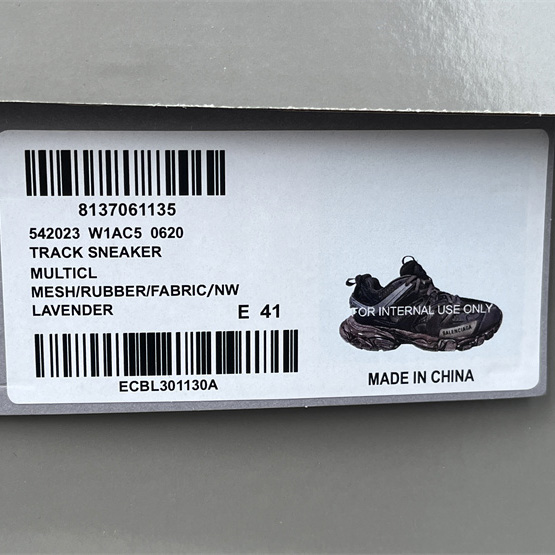 8137061135
542023 W1AC5 0620
TRACK SNEAKER
MULTICL
MESH/RUBBER/FABRIC/NW
LAVENDER E 41
ECBL301130A
FOR INTERNAL USE ONLY
BALENCIAGA
MADE IN CHINA